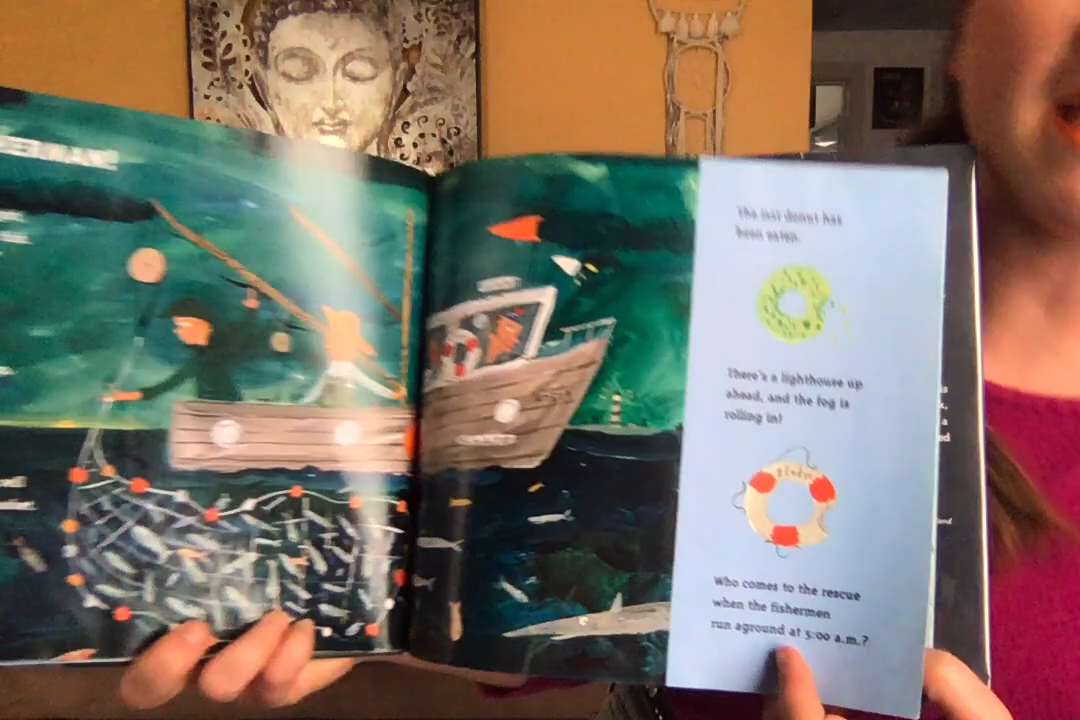 ERMAN!
The last donut has
been eaten.
There's a lighthouse up
ahead, and the fog is
rolling in!
Who comes to the rescue
when the fishermen
run aground at 5:00 a.m.?